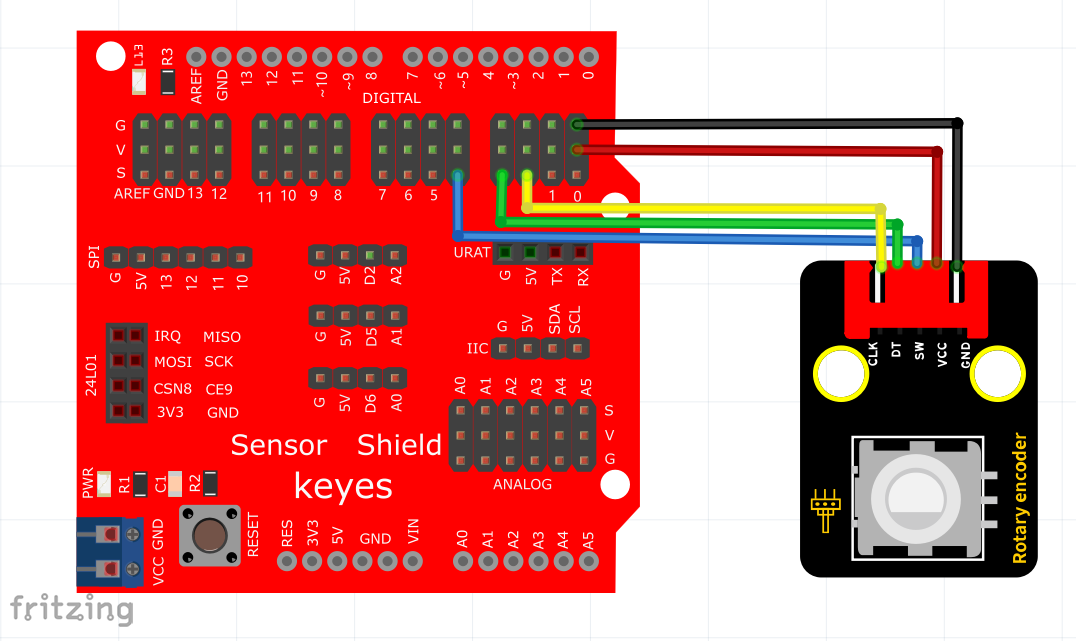 L13 R3 AREF GND 13 12 11 ~10 ~9 8 7 ~6 ~5 4 ~3 2 1 0
DIGITAL
G
V
S
AREF GND 13 12 11 10 9 8 7 6 5 1 0
SPI G 5V 13 12 11 10
G 5V D2 A2
URAT G 5V TX RX
G 5V D5 A1
IIC G 5V SDA SCL
24L01
IRQ MISO
MOSI SCK
CSN8 CE9
3V3 GND
G 5V D6 A0
A0 A1 A2 A3 A4 A5
S
V
G
ANALOG
Sensor Shield
keyes
PWR R1 C1 R2
VCC GND
RESET
RES 3V3 5V GND VIN
A0 A1 A2 A3 A4 A5
CLK DT SW VCC GND
Rotary encoder
fritzing